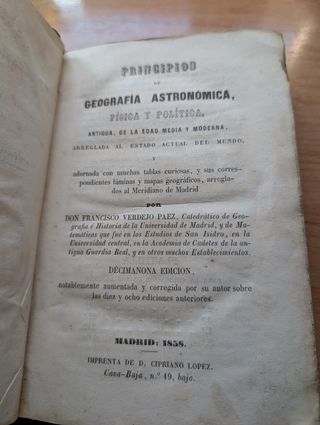 PRINCIPIOS
DE
GEOGRAFÍA ASTRONÓMICA,
FÍSICA Y POLÍTICA,
ANTIGUA, DE LA EDAD MEDIA Y MODERNA,
ARREGLADA AL ESTADO ACTUAL DEL MUNDO,
Y
adornada con muchas tablas curiosas, y sus corres-
pondientes láminas y mapas geográficos, arregla-
dos al Meridiano de Madrid
POR
DON FRANCISCO VERDEJO PAEZ, Catedrático de Geo-
grafía é Historia de la Universidad de Madrid, y de Ma-
temáticas que fue en los Estudios de San Isidro, en la
Universidad central, en la Academia de Cadetes de la an-
tigua Guardia Real, y en otros muchos Establecimientos.
DECIMANONA EDICION,
notablemente aumentada y corregida por su autor sobre
las diez y ocho ediciones anteriores.
MADRID: 1858.
IMPRENTA DE D. CIPRIANO LOPEZ.
Cava-Baja, n.º 19, bajo.